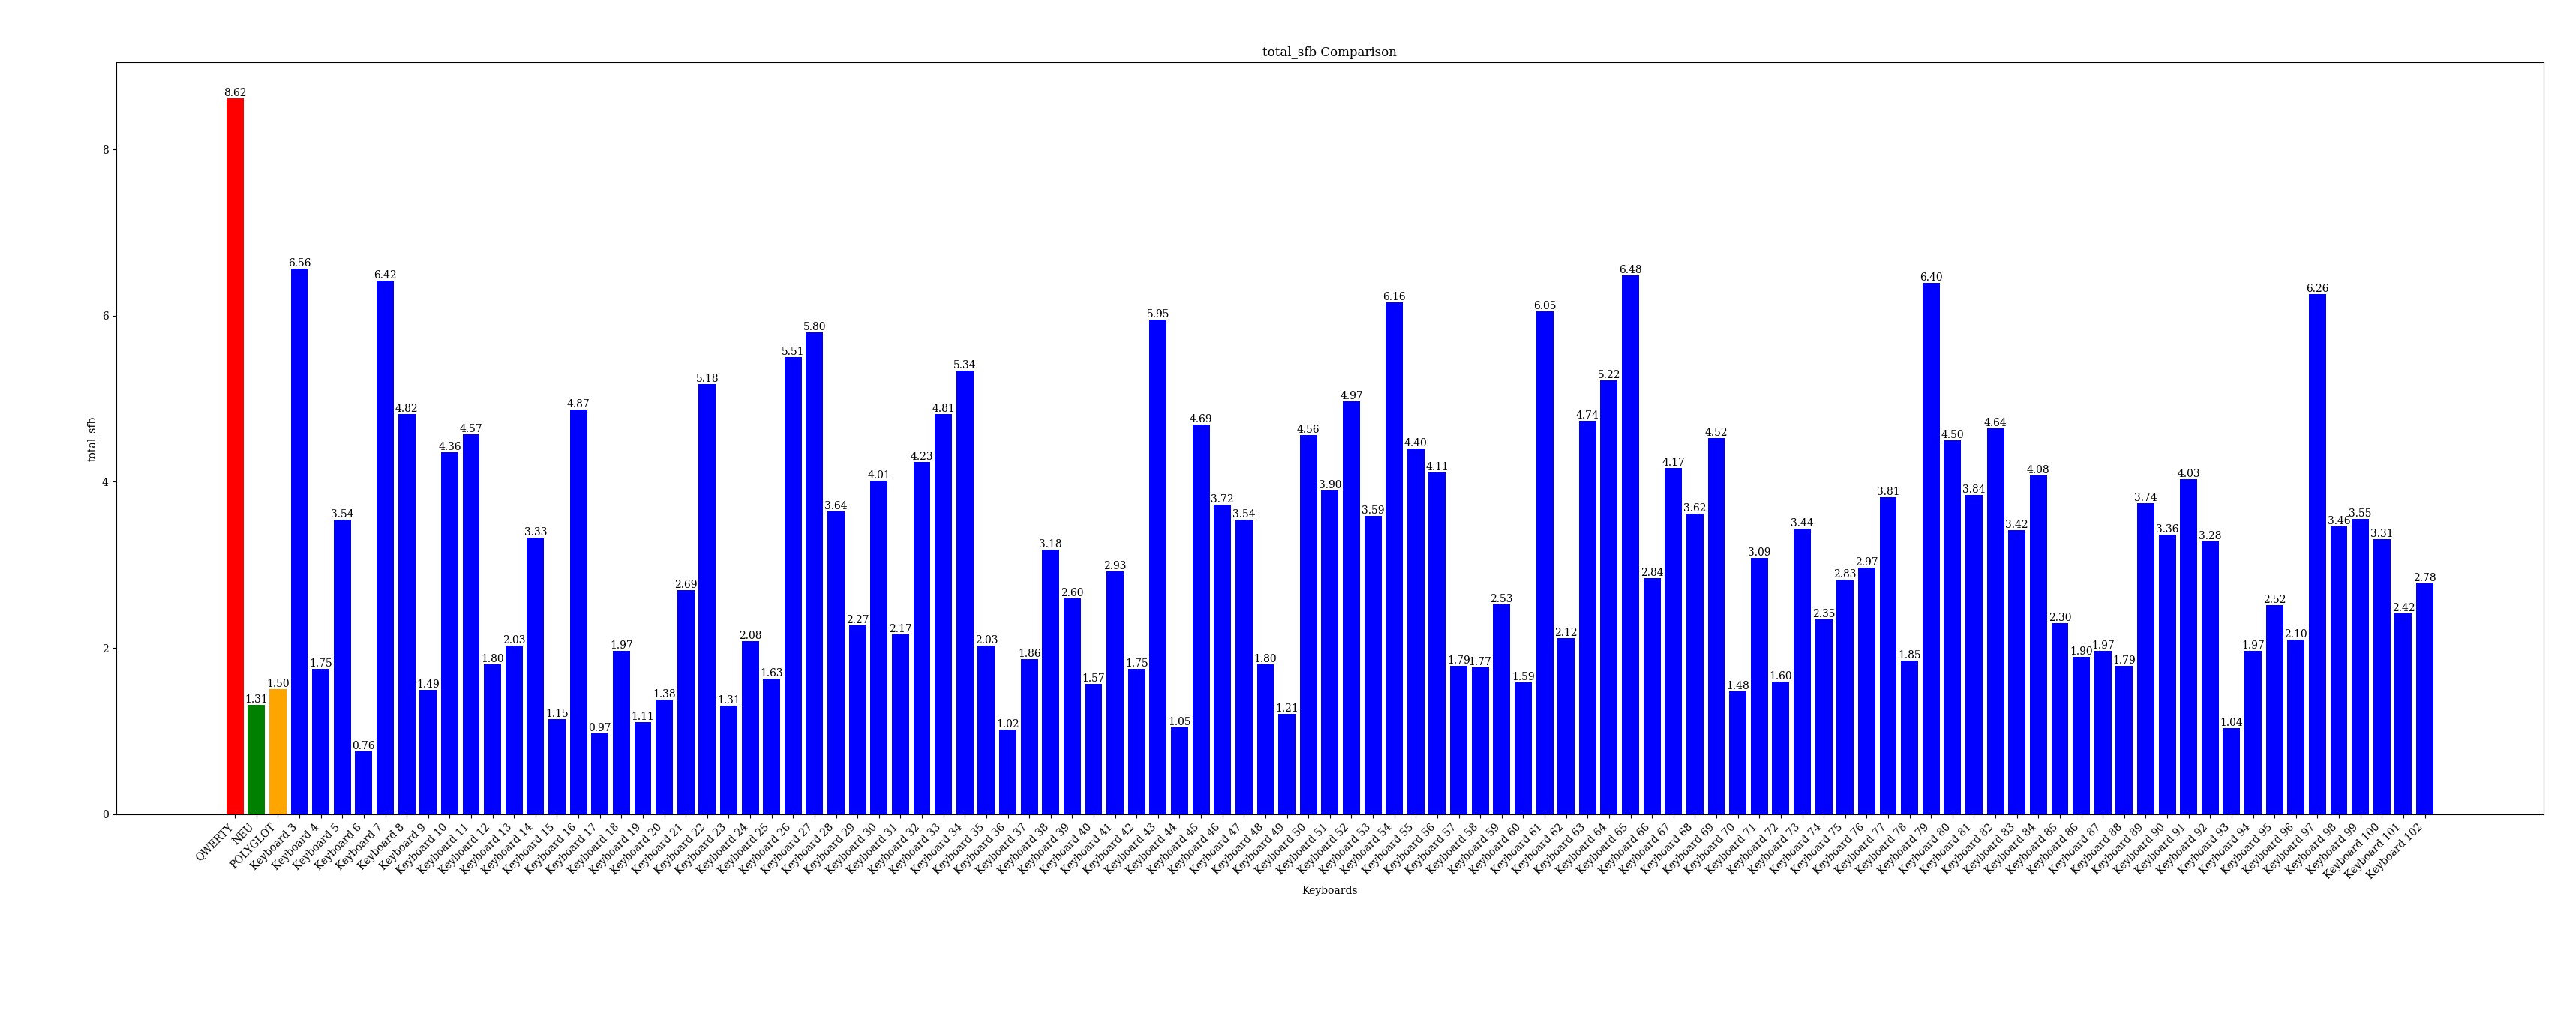 total_sfb Comparison
8.62
1.31
1.50
6.56
1.75
3.54
0.76
6.42
4.82
1.49
4.36
4.57
1.80
2.03
3.33
1.15
4.87
0.97
1.97
1.11
1.38
2.69
5.18
1.31
2.08
1.63
5.51
5.80
3.64
2.27
4.01
2.17
4.23
4.81
5.34
2.03
1.02
1.86
3.18
2.60
1.57
2.93
1.75
5.95
1.05
4.69
3.72
3.54
1.80
1.21
4.56
3.90
4.97
3.59
6.16
4.40
4.11
1.79
1.77
2.53
1.59
6.05
2.12
4.74
5.22
6.48
2.84
4.17
3.62
4.52
1.48
3.09
1.60
3.44
2.35
2.83
2.97
3.81
1.85
6.40
4.50
3.84
4.64
3.42
4.08
2.30
1.90
1.97
1.79
3.74
3.36
4.03
3.28
1.04
1.97
2.52
2.10
6.26
3.46
3.55
3.31
2.42
2.78
8
6
4
2
0
total_sfb
QWERTY
NEU
POLYGLOT
Keyboard 3
Keyboard 4
Keyboard 5
Keyboard 6
Keyboard 7
Keyboard 8
Keyboard 9
Keyboard 10
Keyboard 11
Keyboard 12
Keyboard 13
Keyboard 14
Keyboard 15
Keyboard 16
Keyboard 17
Keyboard 18
Keyboard 19
Keyboard 20
Keyboard 21
Keyboard 22
Keyboard 23
Keyboard 24
Keyboard 25
Keyboard 26
Keyboard 27
Keyboard 28
Keyboard 29
Keyboard 30
Keyboard 31
Keyboard 32
Keyboard 33
Keyboard 34
Keyboard 35
Keyboard 36
Keyboard 37
Keyboard 38
Keyboard 39
Keyboard 40
Keyboard 41
Keyboard 42
Keyboard 43
Keyboard 44
Keyboard 45
Keyboard 46
Keyboard 47
Keyboard 48
Keyboard 49
Keyboard 50
Keyboard 51
Keyboard 52
Keyboard 53
Keyboard 54
Keyboard 55
Keyboard 56
Keyboard 57
Keyboard 58
Keyboard 59
Keyboard 60
Keyboard 61
Keyboard 62
Keyboard 63
Keyboard 64
Keyboard 65
Keyboard 66
Keyboard 67
Keyboard 68
Keyboard 69
Keyboard 70
Keyboard 71
Keyboard 72
Keyboard 73
Keyboard 74
Keyboard 75
Keyboard 76
Keyboard 77
Keyboard 78
Keyboard 79
Keyboard 80
Keyboard 81
Keyboard 82
Keyboard 83
Keyboard 84
Keyboard 85
Keyboard 86
Keyboard 87
Keyboard 88
Keyboard 89
Keyboard 90
Keyboard 91
Keyboard 92
Keyboard 93
Keyboard 94
Keyboard 95
Keyboard 96
Keyboard 97
Keyboard 98
Keyboard 99
Keyboard 100
Keyboard 101
Keyboard 102
Keyboards